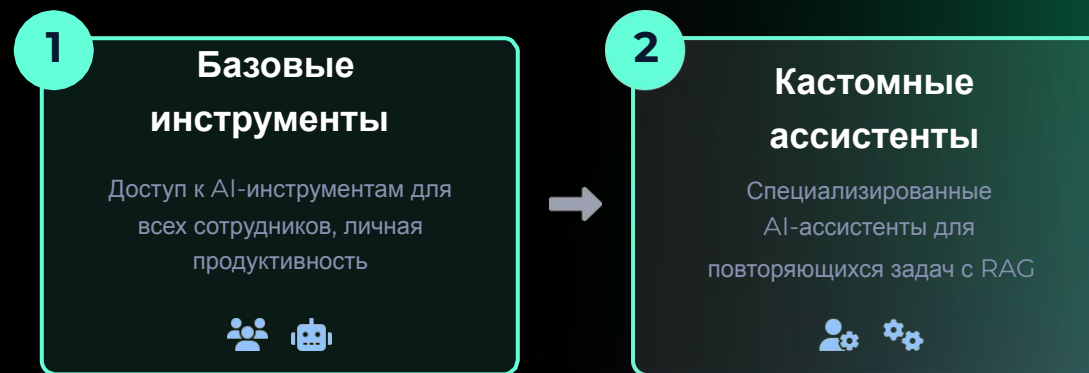 1
Базовые
инструменты
Доступ к AI-инструментам для
всех сотрудников, личная
продуктивность
2
Кастомные
ассистенты
Специализированные
AI-ассистенты для
повторяющихся задач с RAG